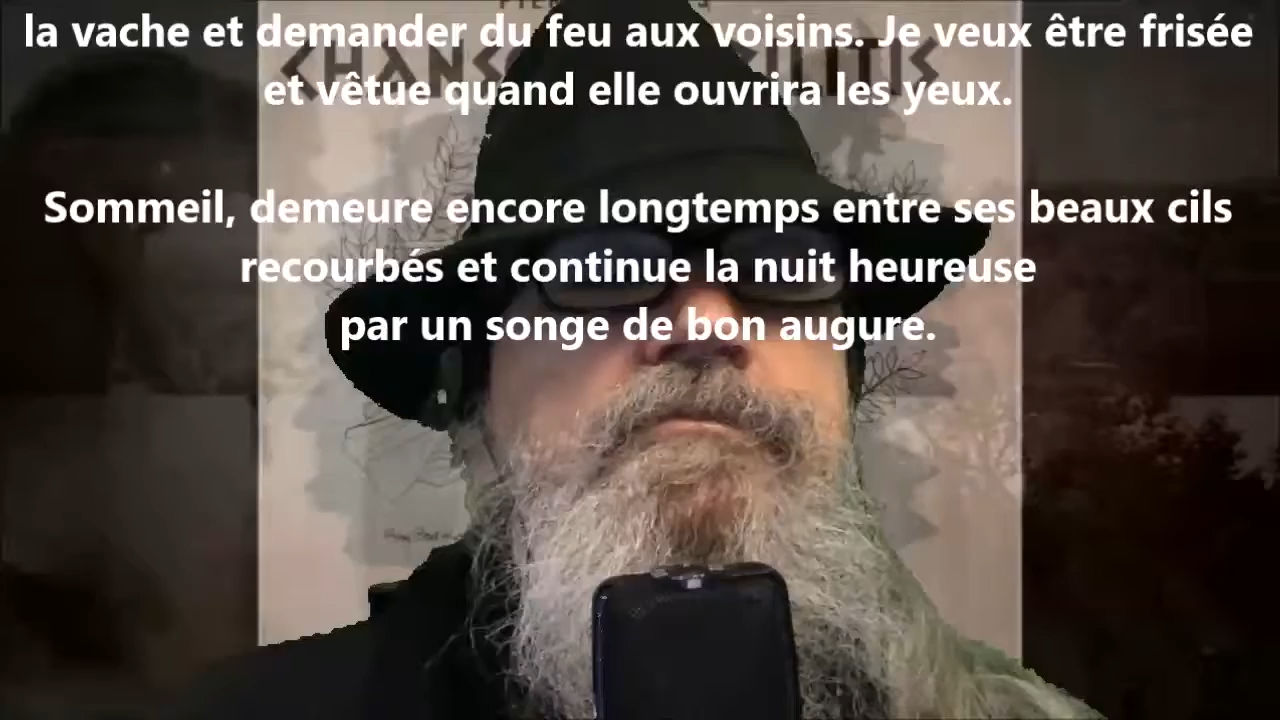 la vache et demander du feu aux voisins. Je veux être frisée
et vêtue quand elle ouvrira les yeux.
Sommeil, demeure encore longtemps entre ses beaux cils
recourbés et continue la nuit heureuse
par un songe de bon augure.